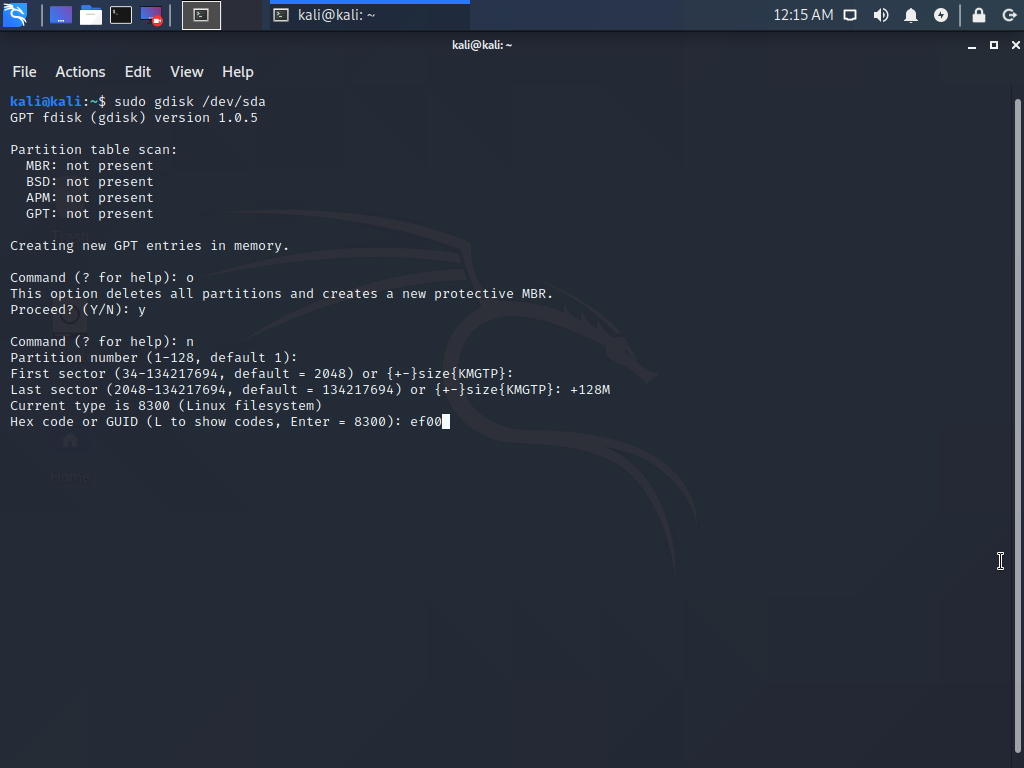 kali@kali: ~
12:15 AM
kali@kali: ~
File Actions Edit View Help
kali@kali:~$ sudo gdisk /dev/sda
GPT fdisk (gdisk) version 1.0.5
Partition table scan:
MBR: not present
BSD: not present
APM: not present
GPT: not present
Creating new GPT entries in memory.
Command (? for help): o
This option deletes all partitions and creates a new protective MBR.
Proceed? (Y/N): y
Command (? for help): n
Partition number (1-128, default 1):
First sector (34-134217694, default = 2048) or {+-}size{KMGTP}:
Last sector (2048-134217694, default = 134217694) or {+-}size{KMGTP}: +128M
Current type is 8300 (Linux filesystem)
Hex code or GUID (L to show codes, Enter = 8300): ef00
Home